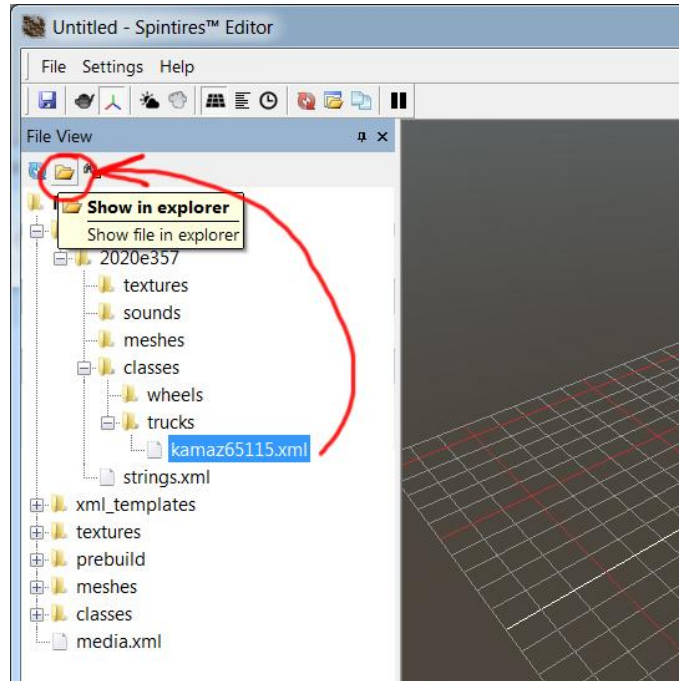 Untitled - Spintires™ Editor
File Settings Help
File View
Show in explorer
Show file in explorer
2020e357
textures
sounds
meshes
classes
wheels
trucks
kamaz65115.xml
strings.xml
xml_templates
textures
prebuild
meshes
classes
media.xml